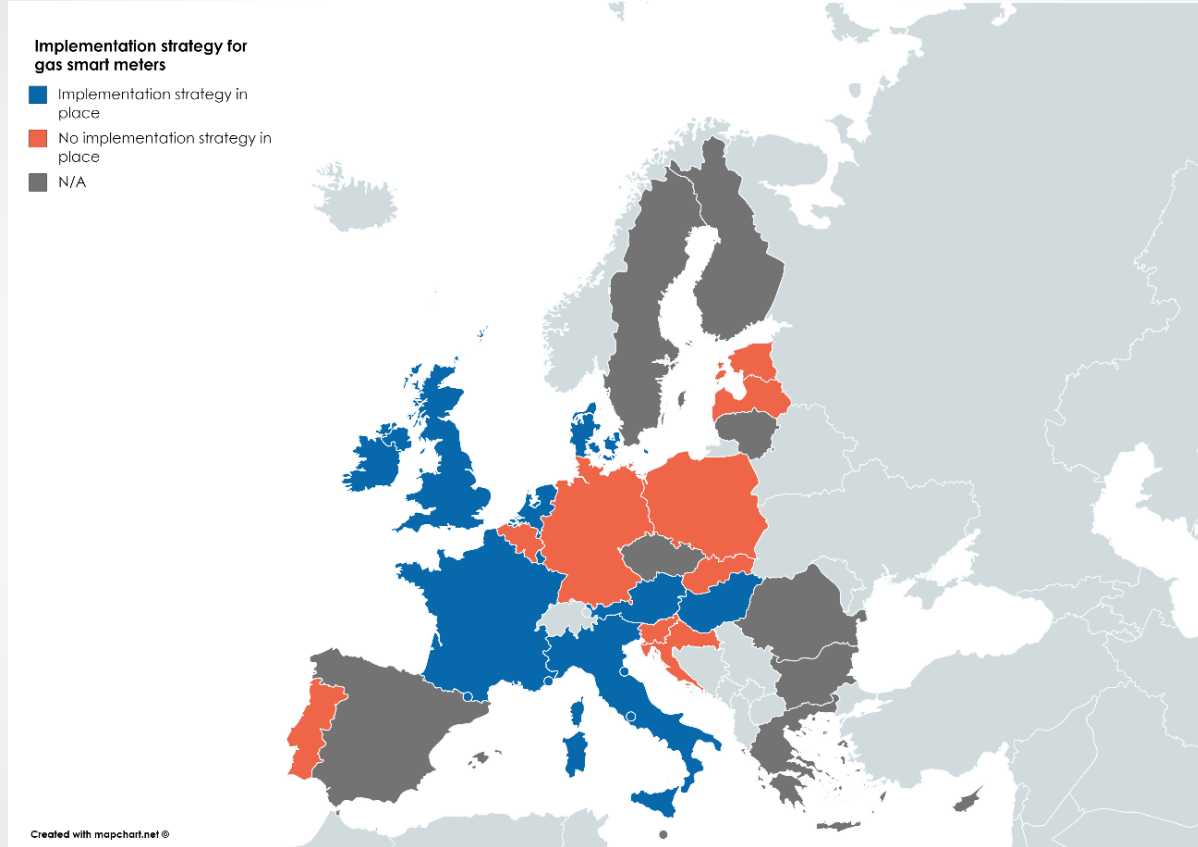 Implementation strategy for
gas smart meters
Implementation strategy in
place
No implementation strategy in
place
N/A
Created with mapchart.net ©